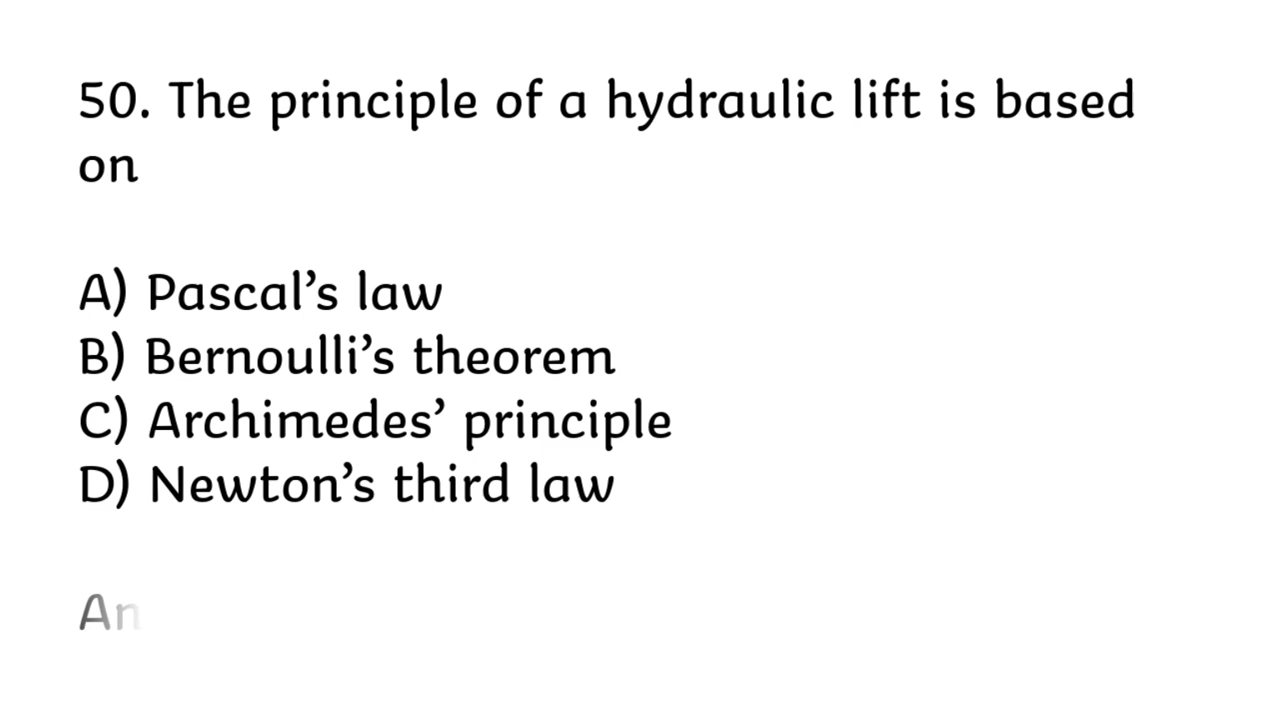 50. The principle of a hydraulic lift is based
on
A) Pascal’s law
B) Bernoulli’s theorem
C) Archimedes’ principle
D) Newton’s third law
An